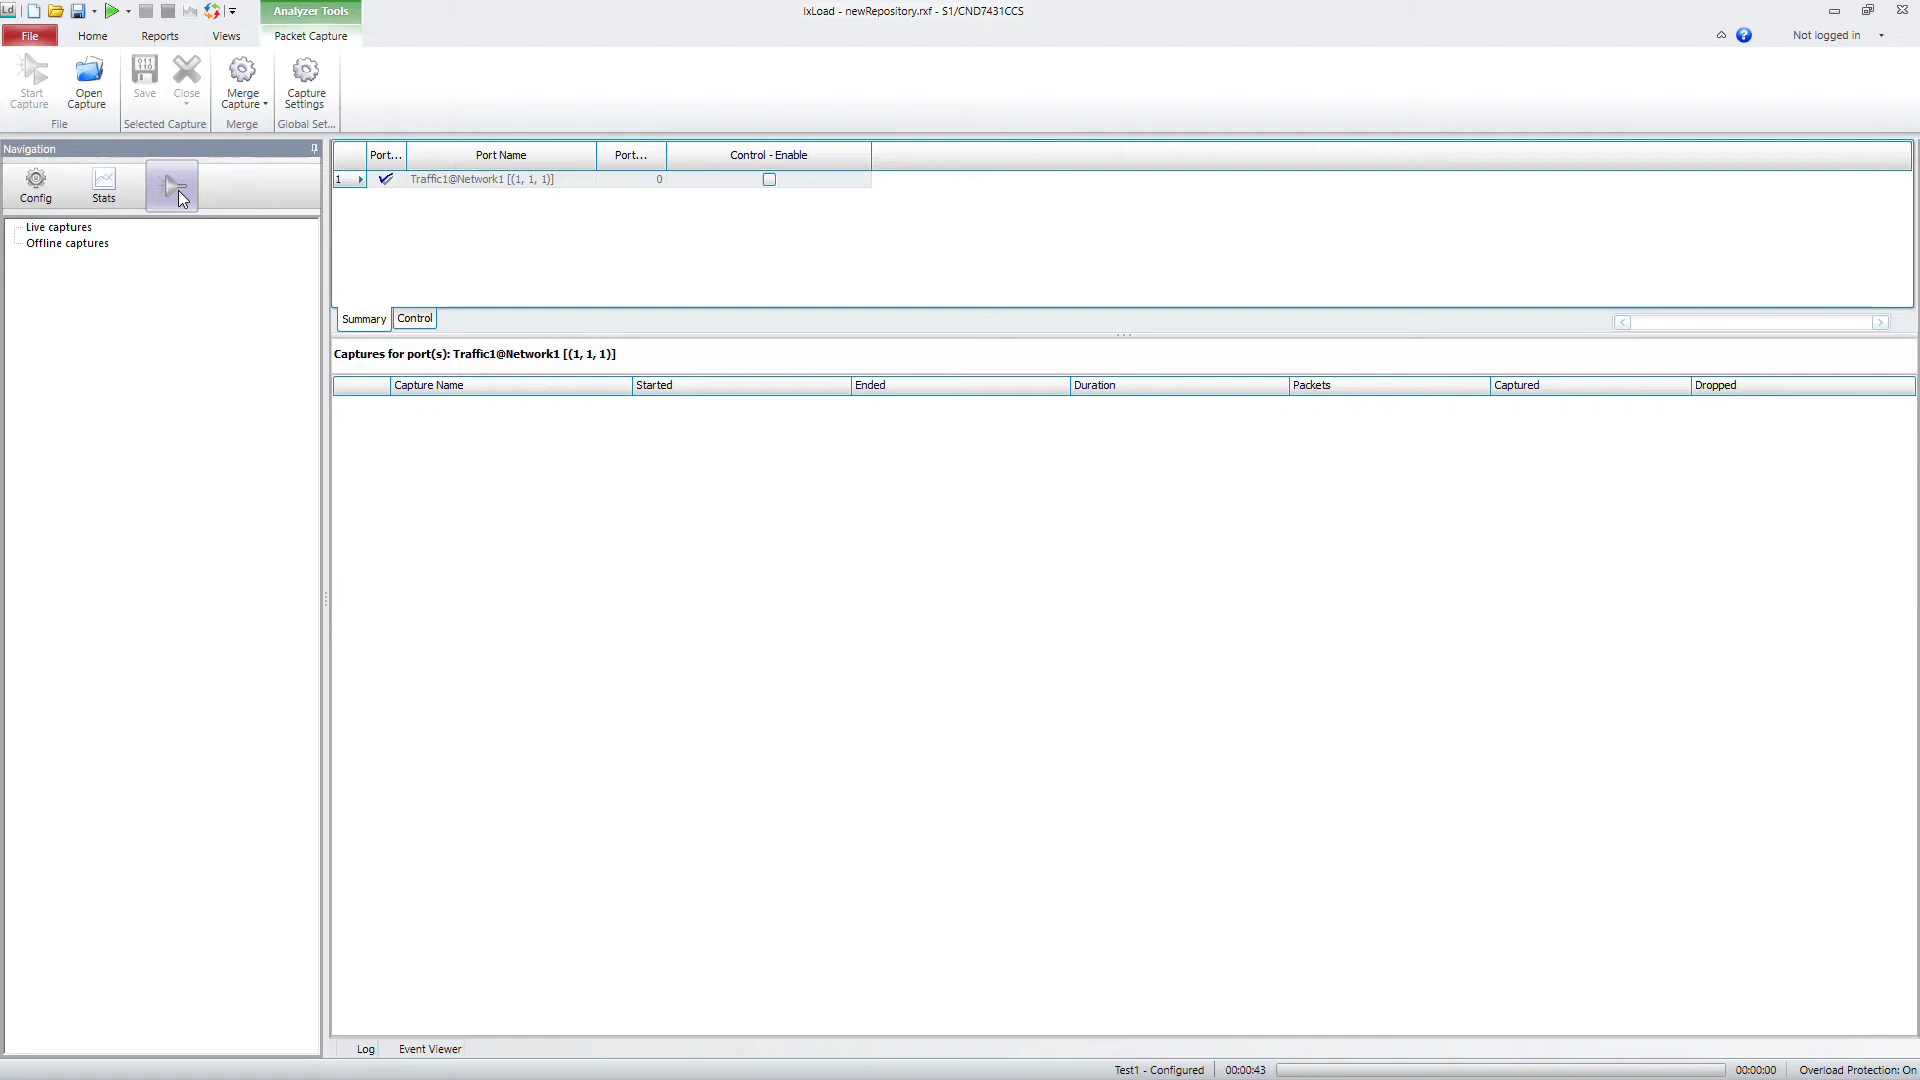 Ld
Analyzer Tools
IxLoad - newRepository.rxf - S1/CND7431CCS
File
Home
Reports
Views
Packet Capture
Not logged in
Start Capture
Open Capture
Save
Close
Merge Capture
Capture Settings
File
Selected Capture
Merge
Global Set...
Navigation
Config
Stats
Live captures
Offline captures
Port... Port Name Port... Control - Enable
1 Traffic1@Network1 [(1, 1, 1)] 0
Summary
Control
Captures for port(s): Traffic1@Network1 [(1, 1, 1)]
Capture Name Started Ended Duration Packets Captured Dropped
Log
Event Viewer
Test1 - Configured
00:00:43
00:00:00
Overload Protection: On